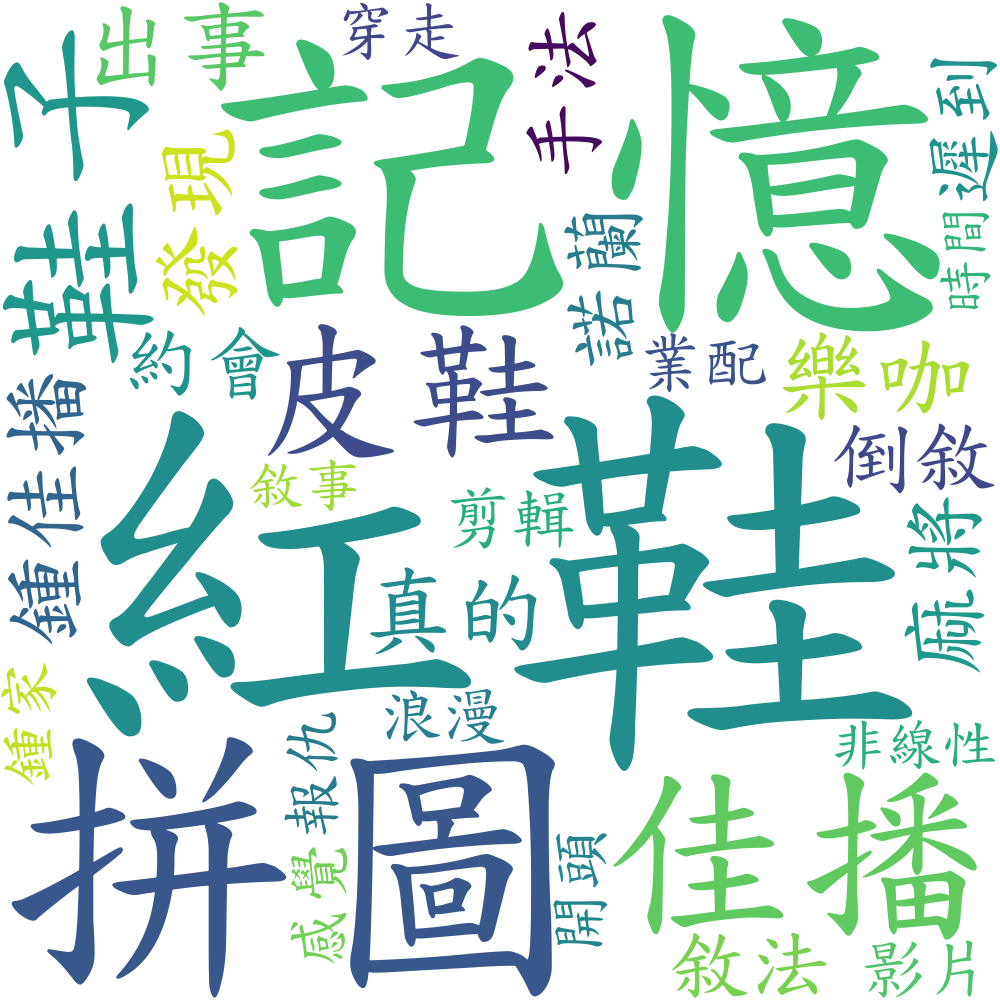 出事
穿走
手法
遲到
子
鞋子
記憶
發現
諾蘭
時間
約會
皮鞋
業配
樂咖
鍾佳播
紅鞋
倒敘
敘事
剪輯
麻將
真的
鍾家
報仇
浪漫
非線性
拼圖
佳播
感覺
開頭
敘法
影片